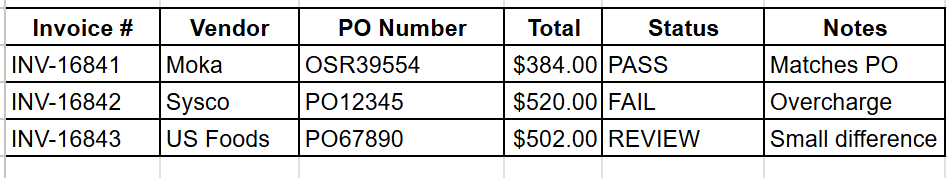 Invoice # Vendor PO Number Total Status Notes
INV-16841 Moka OSR39554 $384.00 PASS Matches PO
INV-16842 Sysco PO12345 $520.00 FAIL Overcharge
INV-16843 US Foods PO67890 $502.00 REVIEW Small difference